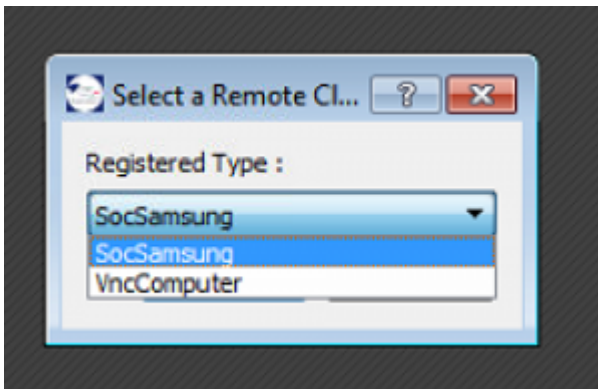 Select a Remote Cl...
?
Registered Type :
SocSamsung
SocSamsung
VncComputer